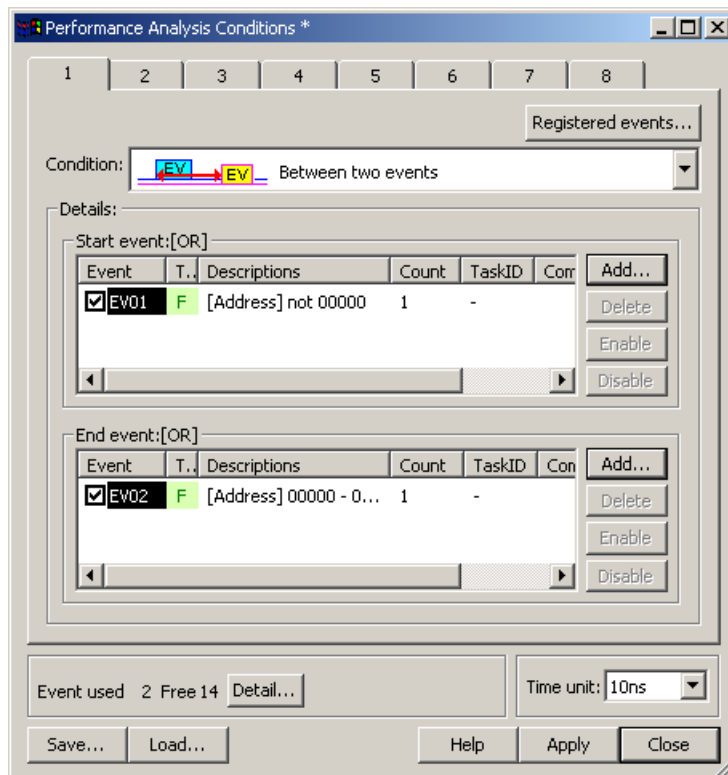 Performance Analysis Conditions *
1 2 3 4 5 6 7 8
Registered events...
Condition: EV EV Between two events
Details:
Start event:[OR]
Event T.. Descriptions Count TaskID Com
EV01 F [Address] not 00000 1 -
Add...
Delete
Enable
Disable
End event:[OR]
Event T.. Descriptions Count TaskID Com
EV02 F [Address] 00000 - 0... 1 -
Add...
Delete
Enable
Disable
Event used 2 Free 14 Detail...
Time unit: 10ns
Save... Load... Help Apply Close